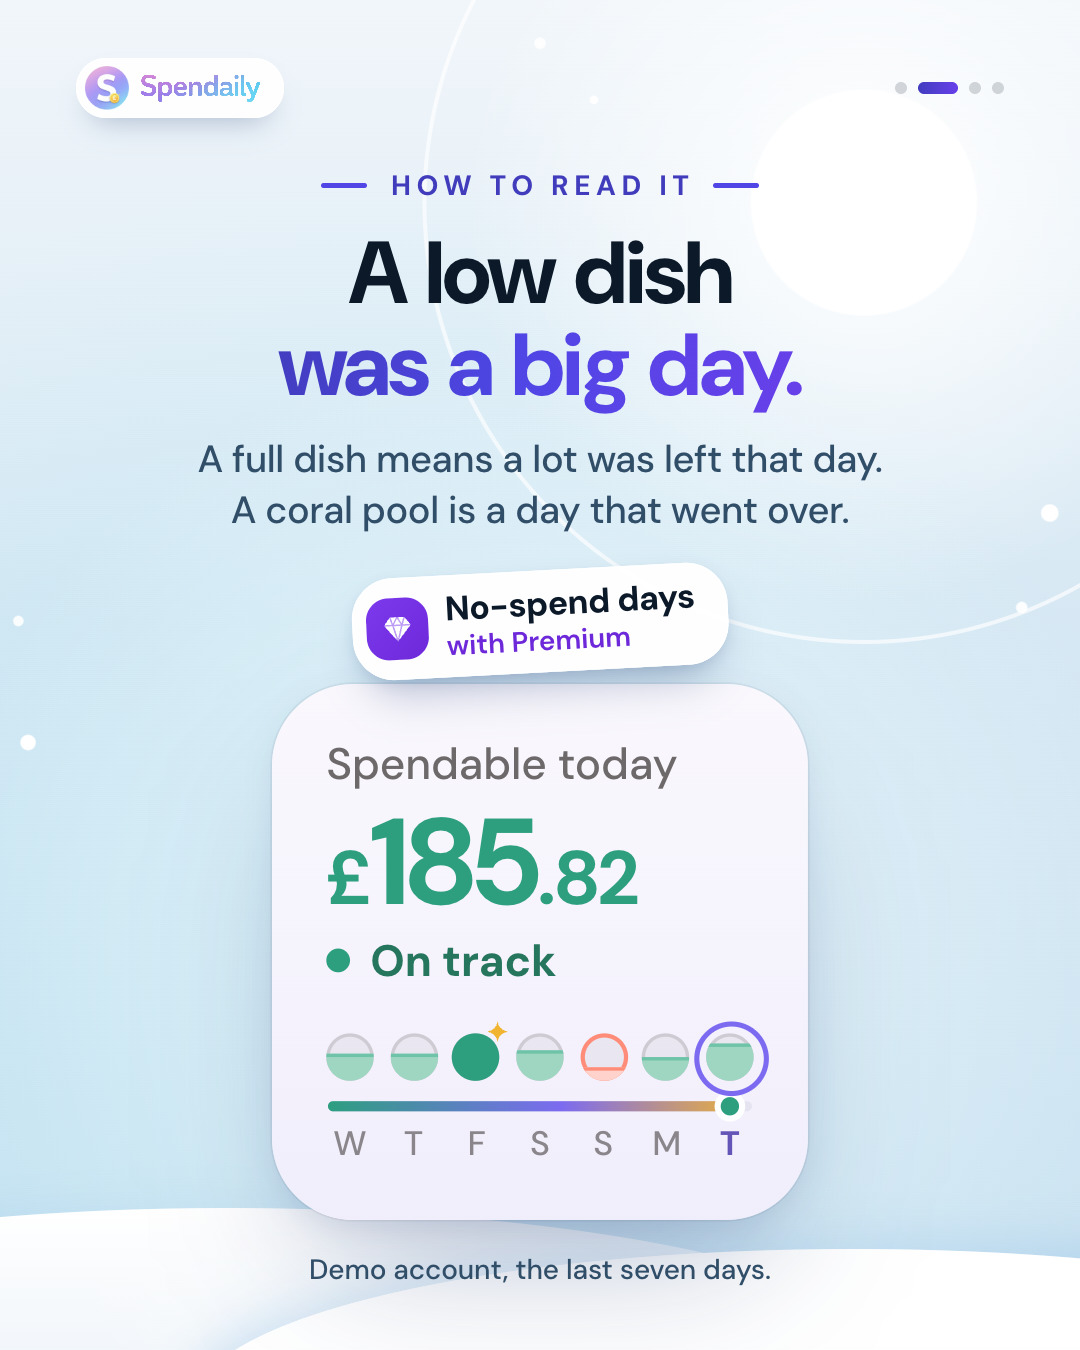 Spendaily
HOW TO READ IT
A low dish
was a big day.
A full dish means a lot was left that day.
A coral pool is a day that went over.
No-spend days
with Premium
Spendable today
£185.82
On track
W T F S S M T
Demo account, the last seven days.